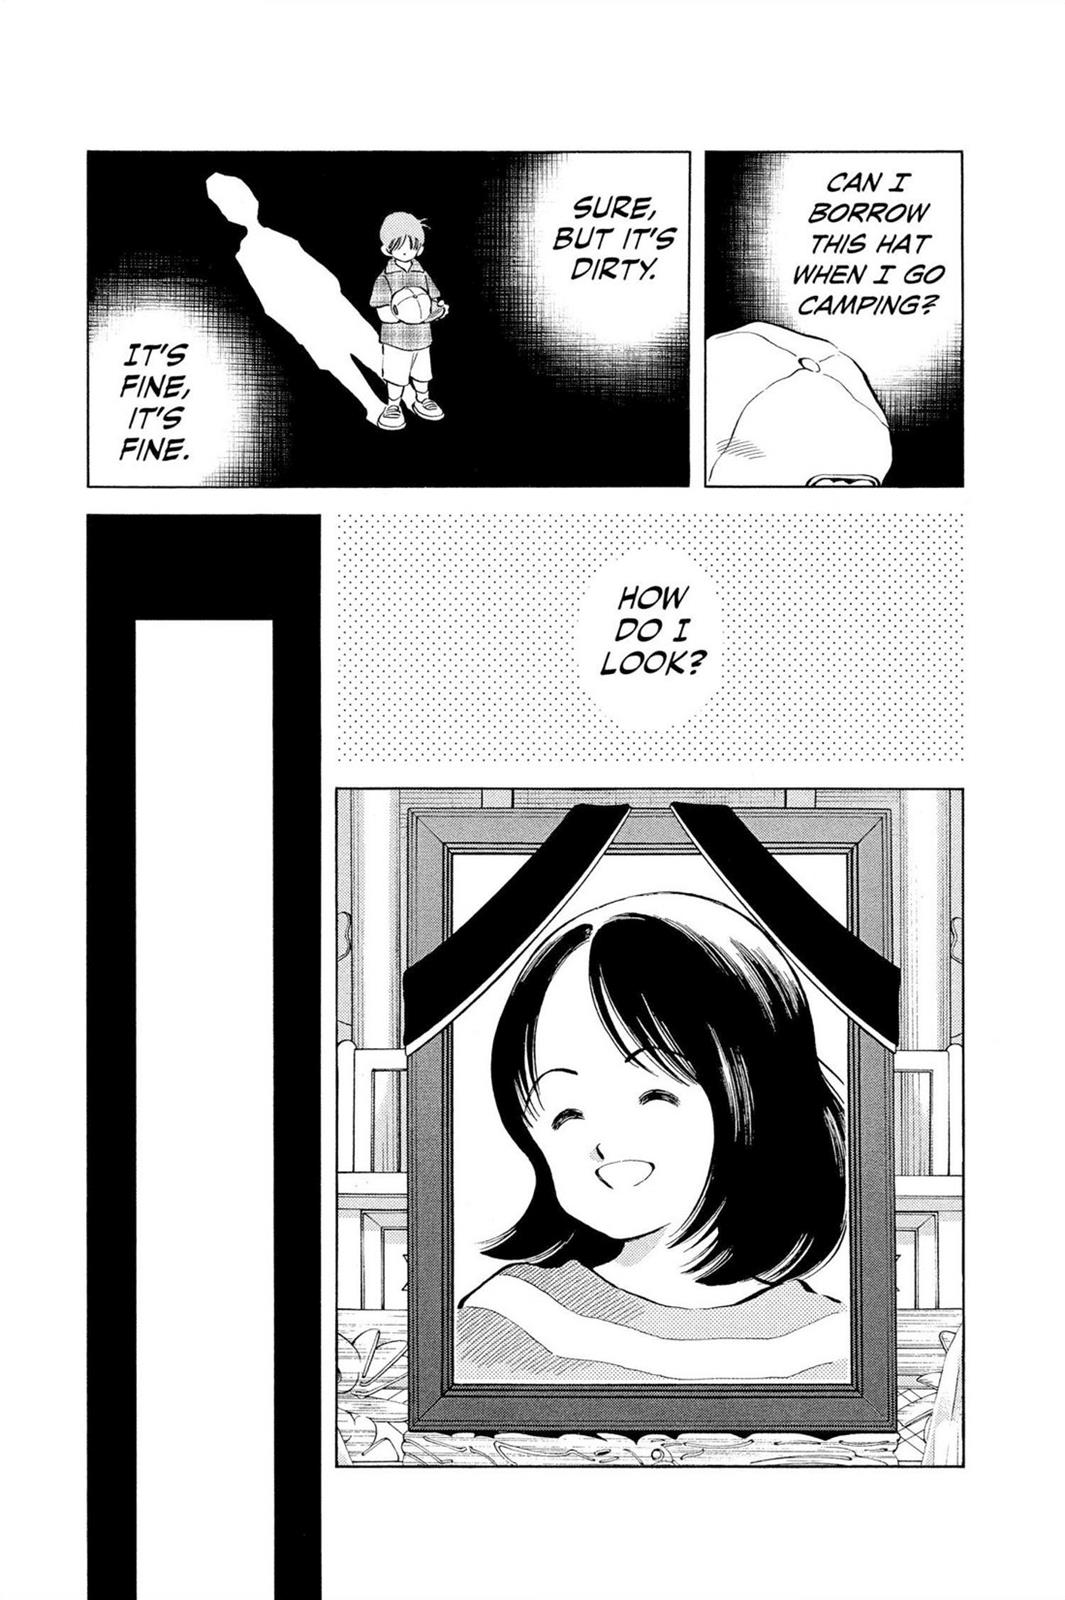 CAN I
BORROW
THIS HAT
WHEN I GO
CAMPING?
SURE,
BUT IT'S
DIRTY.
IT'S
FINE,
IT'S
FINE.
HOW
DO I
LOOK?